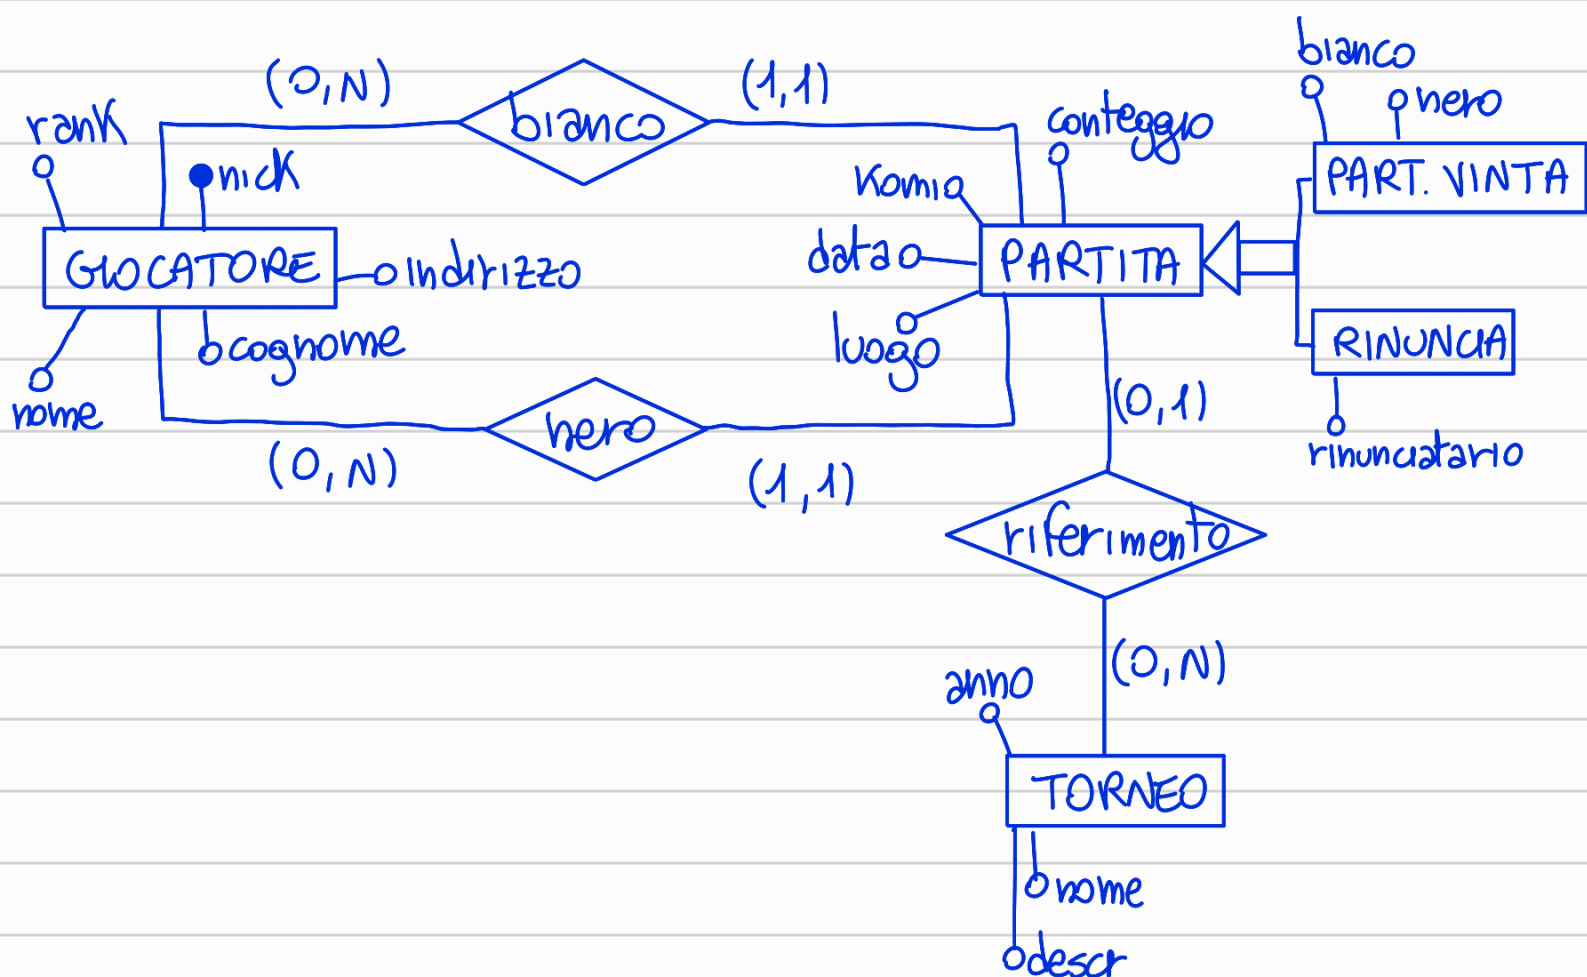 bianco
(0,N)
bianco
(1,1)
nero
rank
conteggio
nick
Komi
PART. VINTA
GIOCATORE
indirizzo
data
PARTITA
luogo
cognome
RINUNCIA
nome
(0,1)
nero
(0,N)
(1,1)
rinunciatario
riferimento
(0,N)
anno
TORNEO
nome
descr